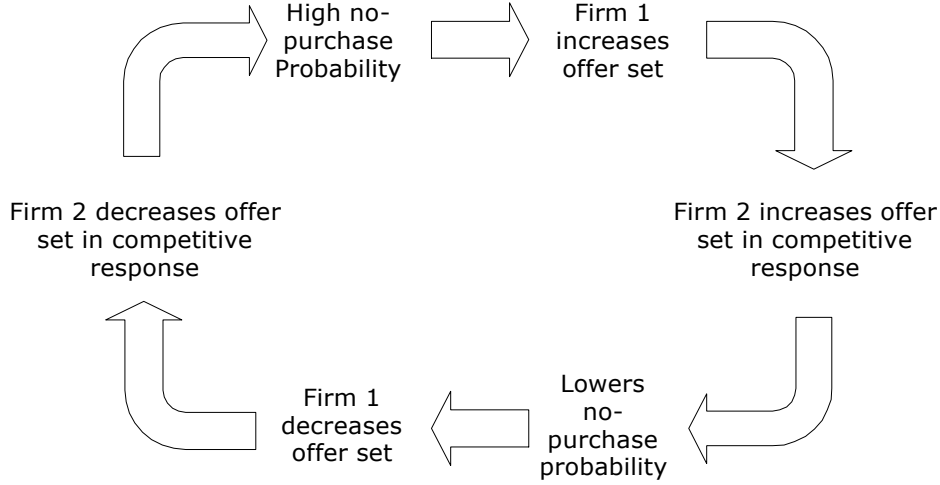 High no-
purchase
Probability
Firm 1
increases
offer set
Firm 2 increases offer
set in competitive
response
Lowers
no-
purchase
probability
Firm 1
decreases
offer set
Firm 2 decreases offer
set in competitive
response